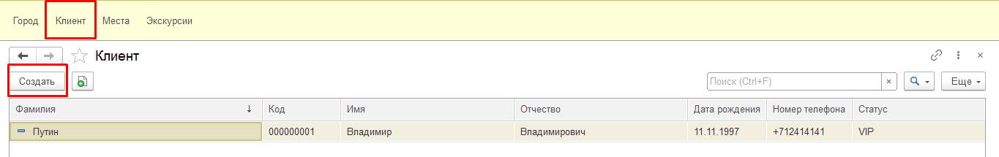 Город Клиент Места Экскурсии
Клиент
Создать Поиск (Ctrl+F) Еще
Фамилия Код Имя Отчество Дата рождения Номер телефона Статус
Путин 000000001 Владимир Владимирович 11.11.1997 +712414141 VIP